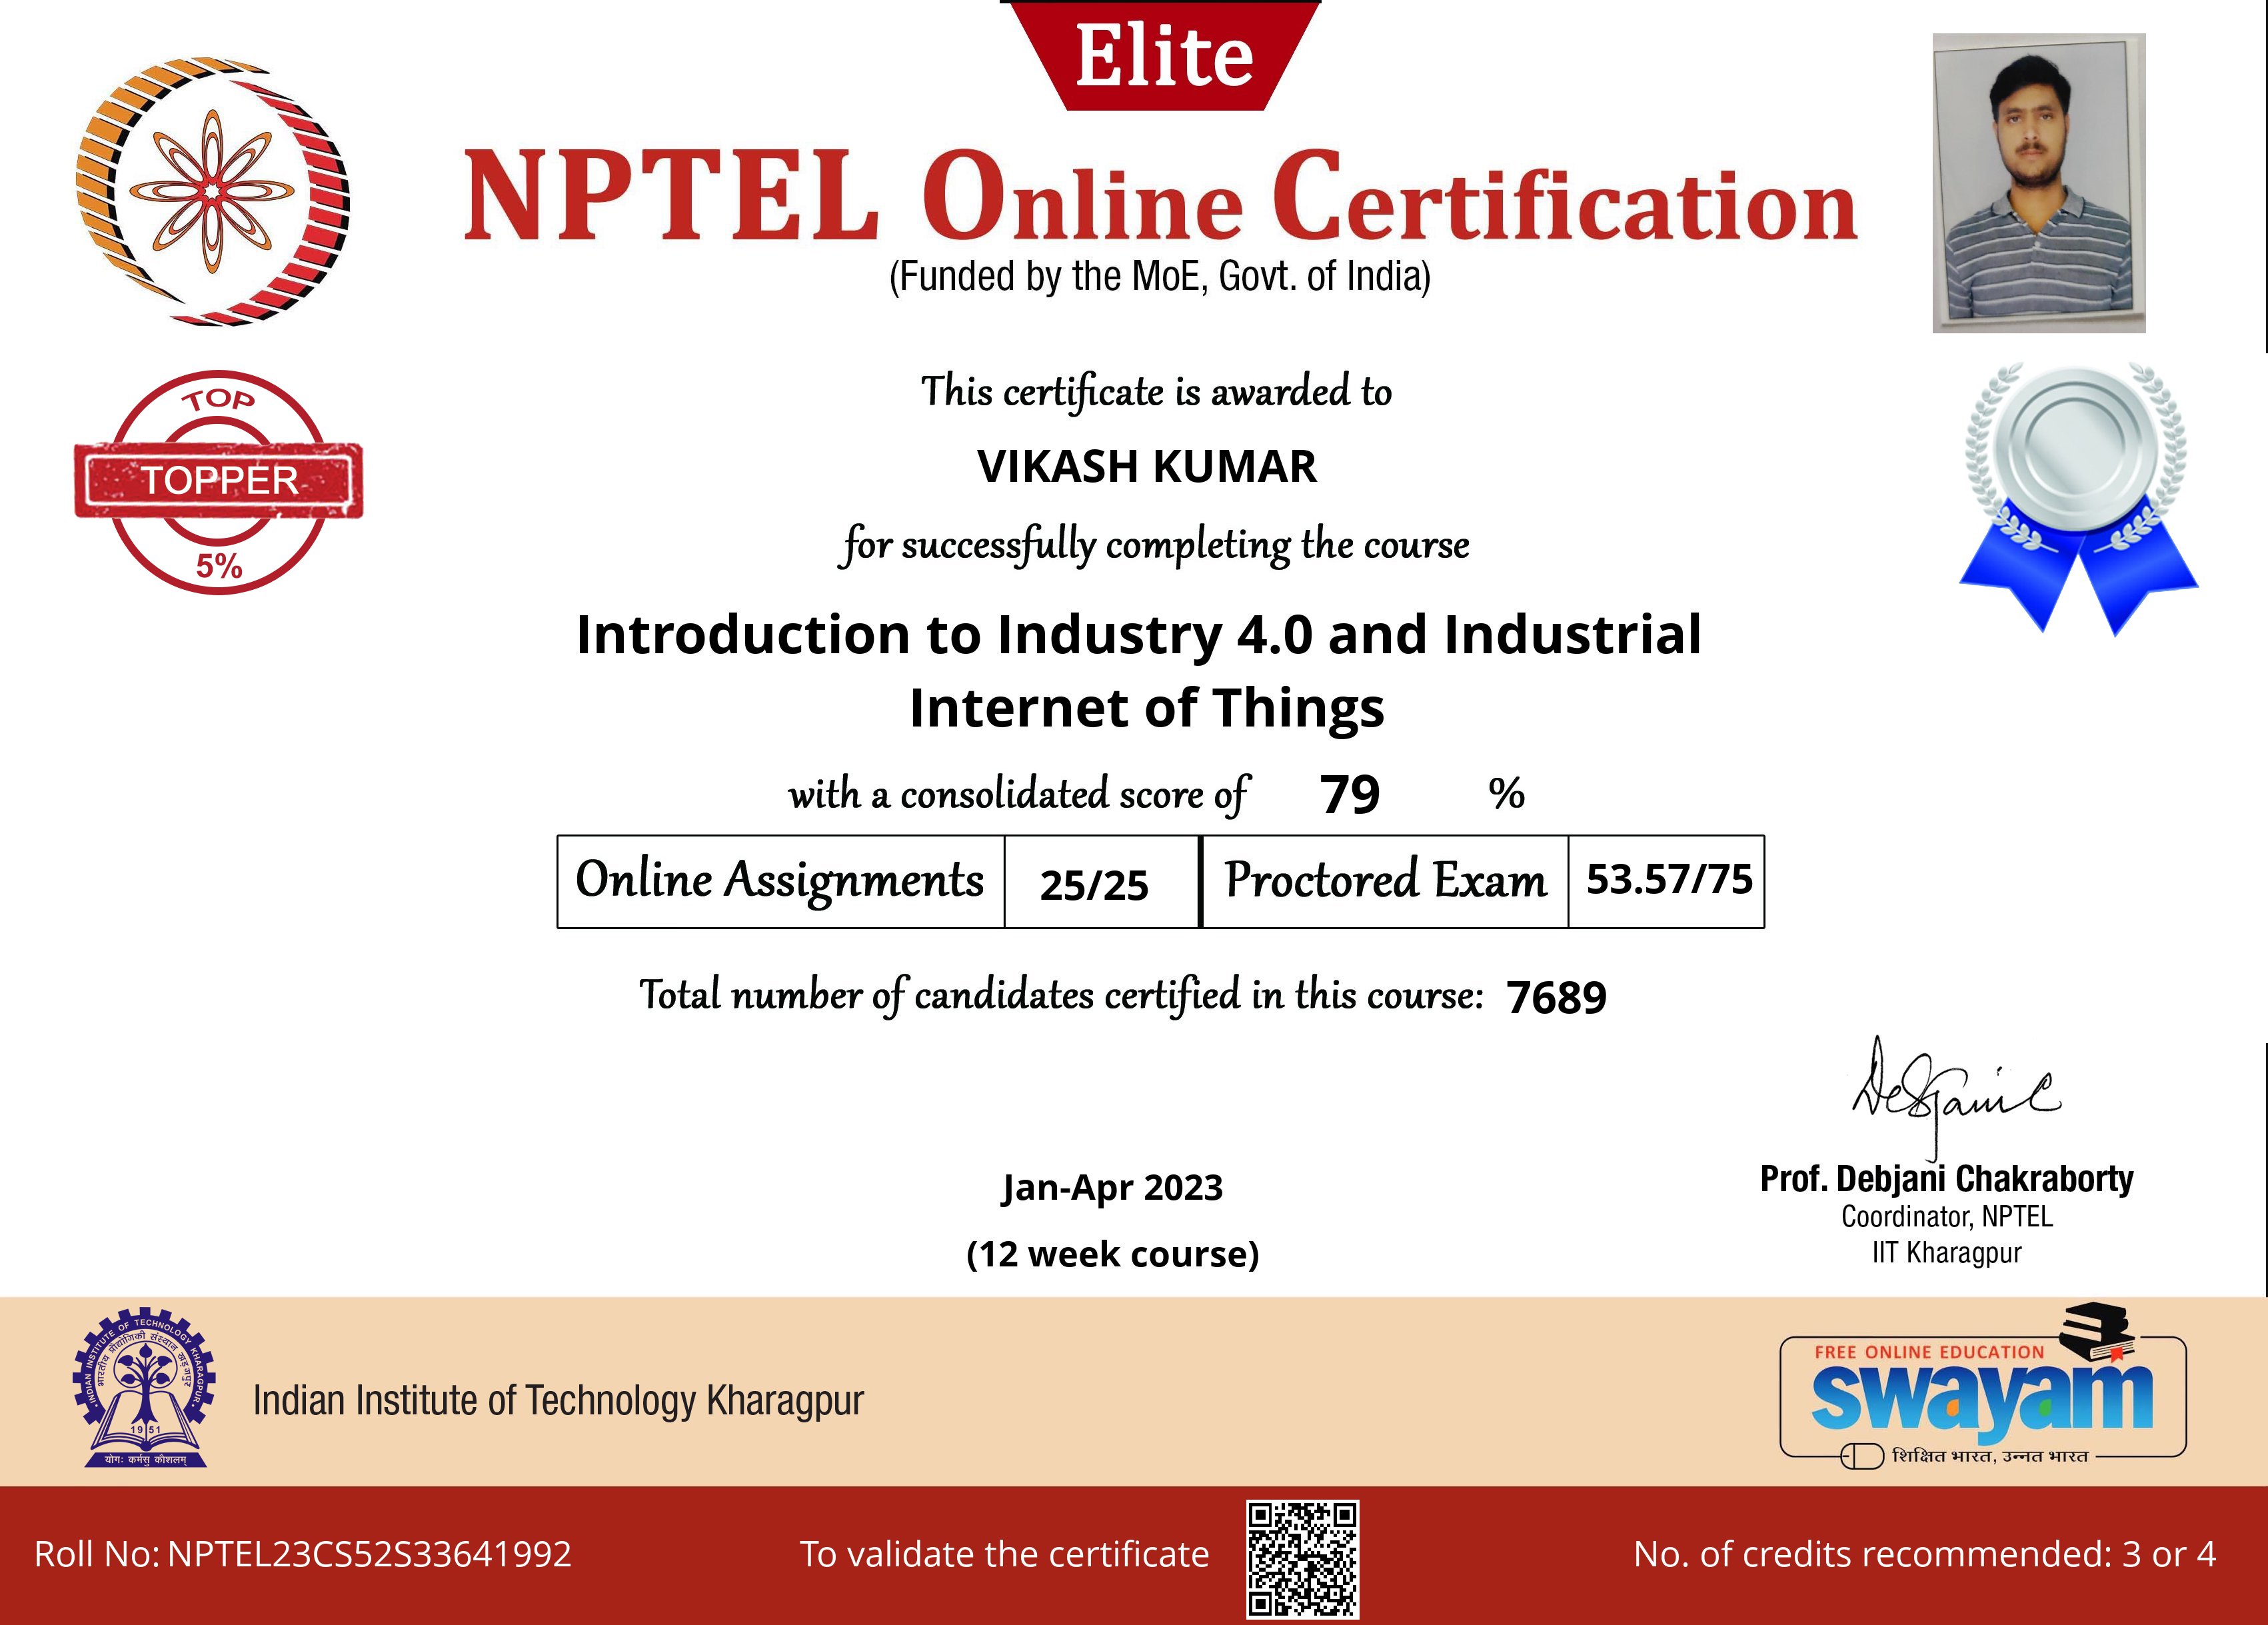 Elite
NPTEL Online Certification
(Funded by the MoE, Govt. of India)
TOP
TOPPER
5%
This certificate is awarded to
VIKASH KUMAR
for successfully completing the course
Introduction to Industry 4.0 and Industrial
Internet of Things
with a consolidated score of 79 %
Online Assignments 25/25 Proctored Exam 53.57/75
Total number of candidates certified in this course: 7689
Jan-Apr 2023
(12 week course)
Prof. Debjani Chakraborty
Coordinator, NPTEL
IIT Kharagpur
INDIAN INSTITUTE OF TECHNOLOGY KHARAGPUR
भारतीय प्रौद्योगिकी संस्थान खड़गपुर
1951
योगः कर्मसु कौशलम्
Indian Institute of Technology Kharagpur
FREE ONLINE EDUCATION
swayam
शिक्षित भारत, उन्नत भारत
Roll No: NPTEL23CS52S33641992
To validate the certificate
No. of credits recommended: 3 or 4